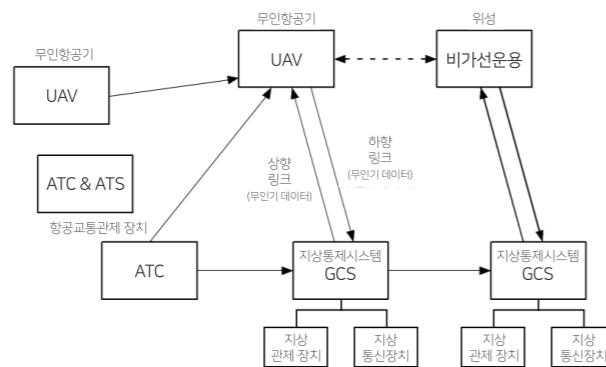 무인항공기
위성
무인항공기
UAV
비가선운용
UAV
하향
링크
(무인기 데이터)
상향
링크
(무인기 데이터)
ATC & ATS
항공교통관제 장치
지상통제시스템
지상통제시스템
ATC
GCS
GCS
지상
관제 장치
지상
통신장치
지상
관제 장치
지상
통신장치